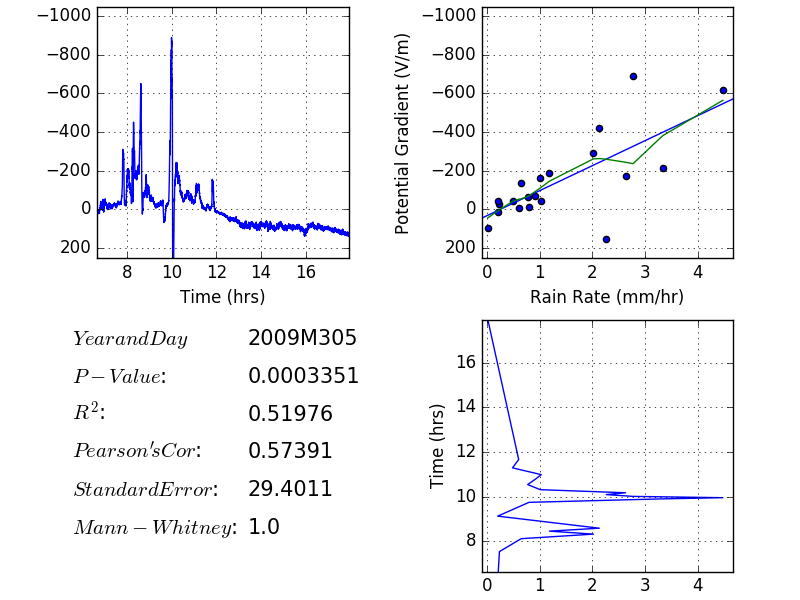 −1000
−800
−600
−400
−200
0
200
8 10 12 14 16
Time (hrs)
Potential Gradient (V/m)
−1000
−800
−600
−400
−200
0
200
0 1 2 3 4
Rain Rate (mm/hr)
YearandDay 2009M305
P−Value: 0.0003351
R²: 0.51976
Pearson'sCor: 0.57391
StandardError: 29.4011
Mann−Whitney: 1.0
Time (hrs)
16
14
12
10
8
0 1 2 3 4